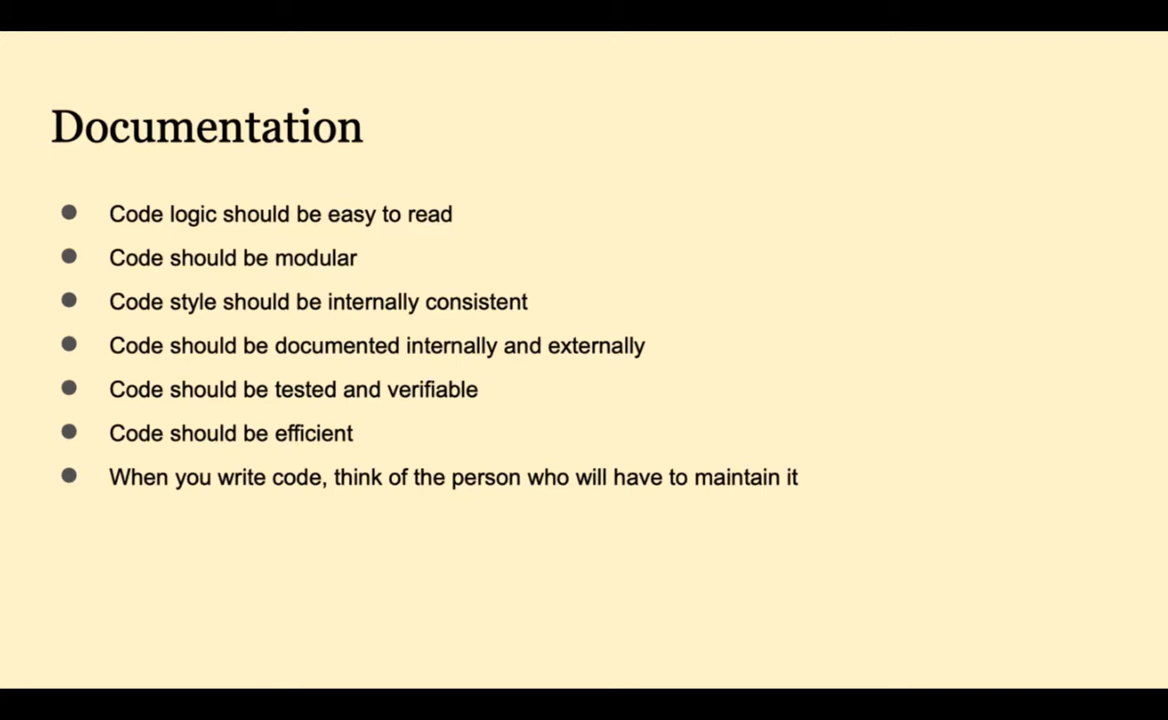 Documentation
Code logic should be easy to read
Code should be modular
Code style should be internally consistent
Code should be documented internally and externally
Code should be tested and verifiable
Code should be efficient
When you write code, think of the person who will have to maintain it